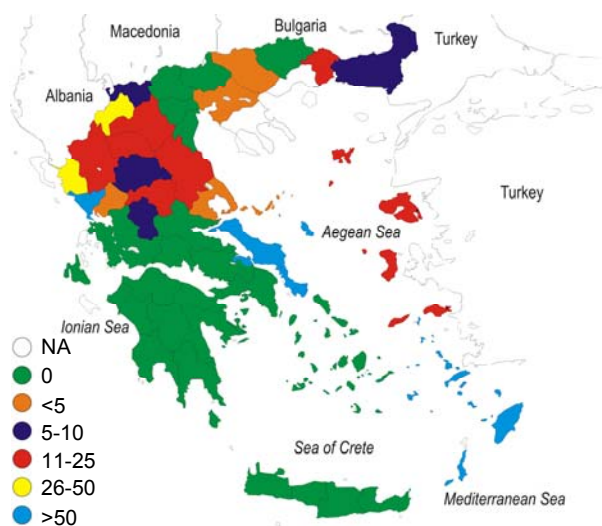 Macedonia
Bulgaria
Turkey
Albania
Turkey
Aegean Sea
Ionian Sea
NA
0
<5
5-10
11-25
26-50
>50
Sea of Crete
Mediterranean Sea